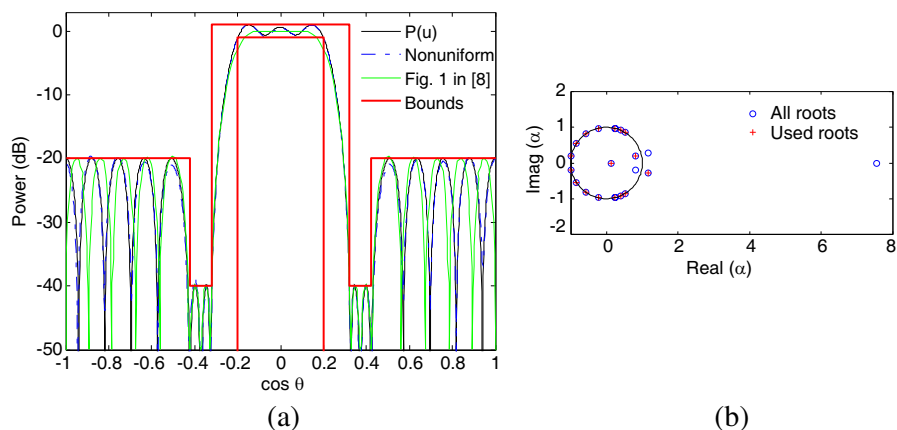 0
-10
-20
-30
-40
-50
Power (dB)
-1 -0.8 -0.6 -0.4 -0.2 0 0.2 0.4 0.6 0.8 1
cos θ
P(u)
Nonuniform
Fig. 1 in [8]
Bounds
(a)
2
1
0
-1
-2
Imag (α)
0 2 4 6 8
Real (α)
All roots
Used roots
(b)